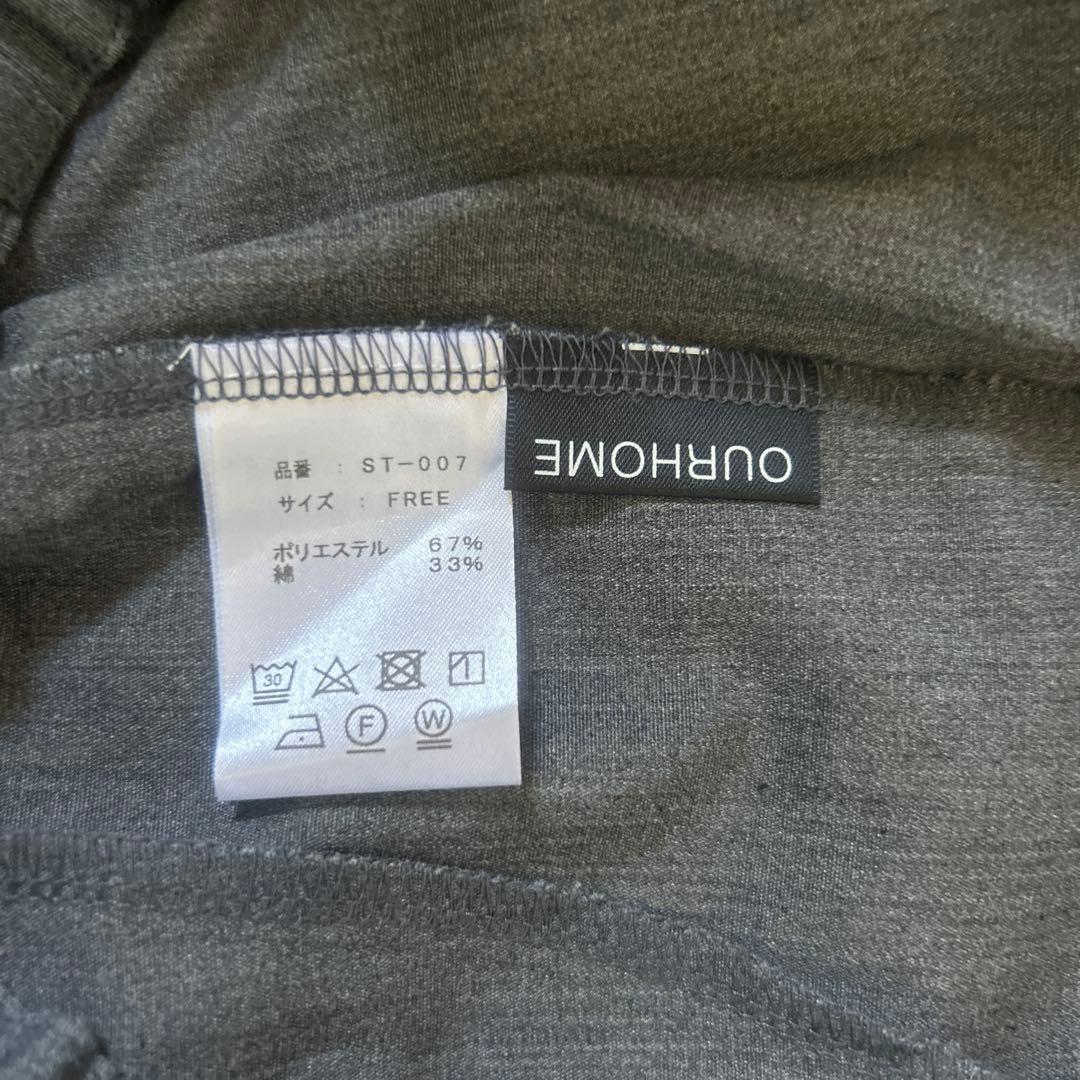 品番 : ST-007
サイズ : FREE
ポリエステル 67%
綿 33%
30
F W
OURHOME